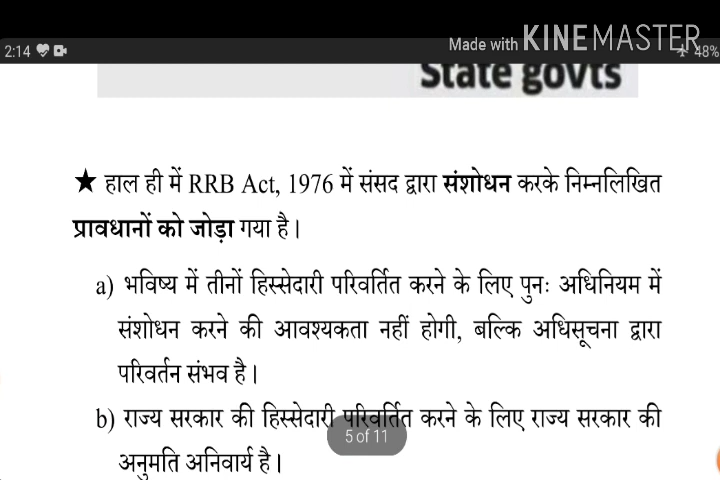 Made with KINEMASTER
2:14 48%
State govts
★ हाल ही में RRB Act, 1976 में संसद द्वारा संशोधन करके निम्नलिखित
प्रावधानों को जोड़ा गया है।
a) भविष्य में तीनों हिस्सेदारी परिवर्तित करने के लिए पुनः अधिनियम में
संशोधन करने की आवश्यकता नहीं होगी, बल्कि अधिसूचना द्वारा
परिवर्तन संभव है।
b) राज्य सरकार की हिस्सेदारी परिवर्तित करने के लिए राज्य सरकार की
5 of 11
अनुमति अनिवार्य है।